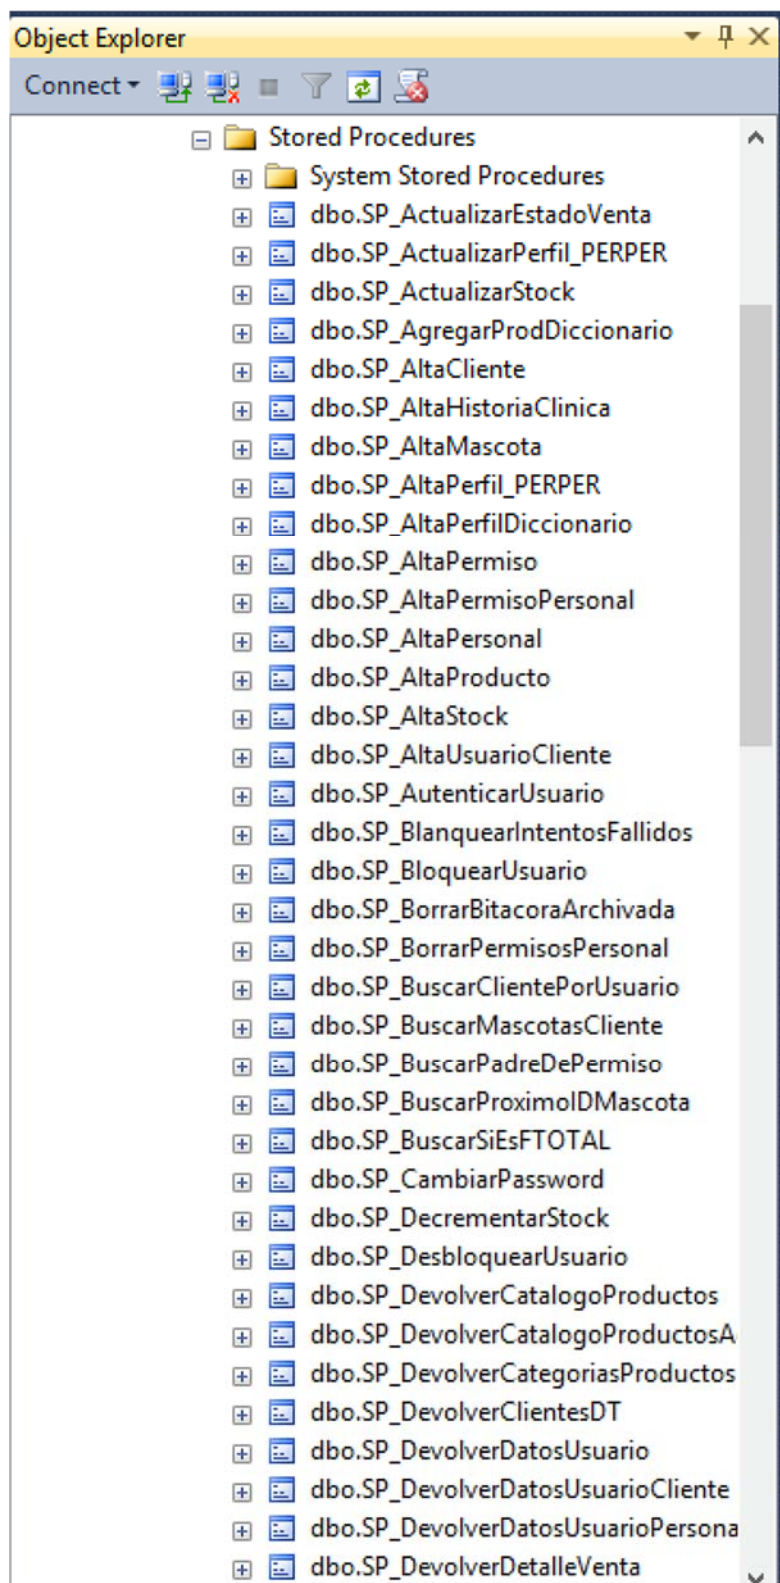 Object Explorer
Connect
Stored Procedures
System Stored Procedures
dbo.SP_ActualizarEstadoVenta
dbo.SP_ActualizarPerfil_PERPER
dbo.SP_ActualizarStock
dbo.SP_AgregarProdDiccionario
dbo.SP_AltaCliente
dbo.SP_AltaHistoriaClinica
dbo.SP_AltaMascota
dbo.SP_AltaPerfil_PERPER
dbo.SP_AltaPerfilDiccionario
dbo.SP_AltaPermiso
dbo.SP_AltaPermisoPersonal
dbo.SP_AltaPersonal
dbo.SP_AltaProducto
dbo.SP_AltaStock
dbo.SP_AltaUsuarioCliente
dbo.SP_AutenticarUsuario
dbo.SP_BlanquearIntentosFallidos
dbo.SP_BloquearUsuario
dbo.SP_BorrarBitacoraArchivada
dbo.SP_BorrarPermisosPersonal
dbo.SP_BuscarClientePorUsuario
dbo.SP_BuscarMascotasCliente
dbo.SP_BuscarPadreDePermiso
dbo.SP_BuscarProximoIDMascota
dbo.SP_BuscarSiEsFTOTAL
dbo.SP_CambiarPassword
dbo.SP_DecrementarStock
dbo.SP_DesbloquearUsuario
dbo.SP_DevolverCatalogoProductos
dbo.SP_DevolverCatalogoProductosA
dbo.SP_DevolverCategoriasProductos
dbo.SP_DevolverClientesDT
dbo.SP_DevolverDatosUsuario
dbo.SP_DevolverDatosUsuarioCliente
dbo.SP_DevolverDatosUsuarioPersona
dbo.SP_DevolverDetalleVenta